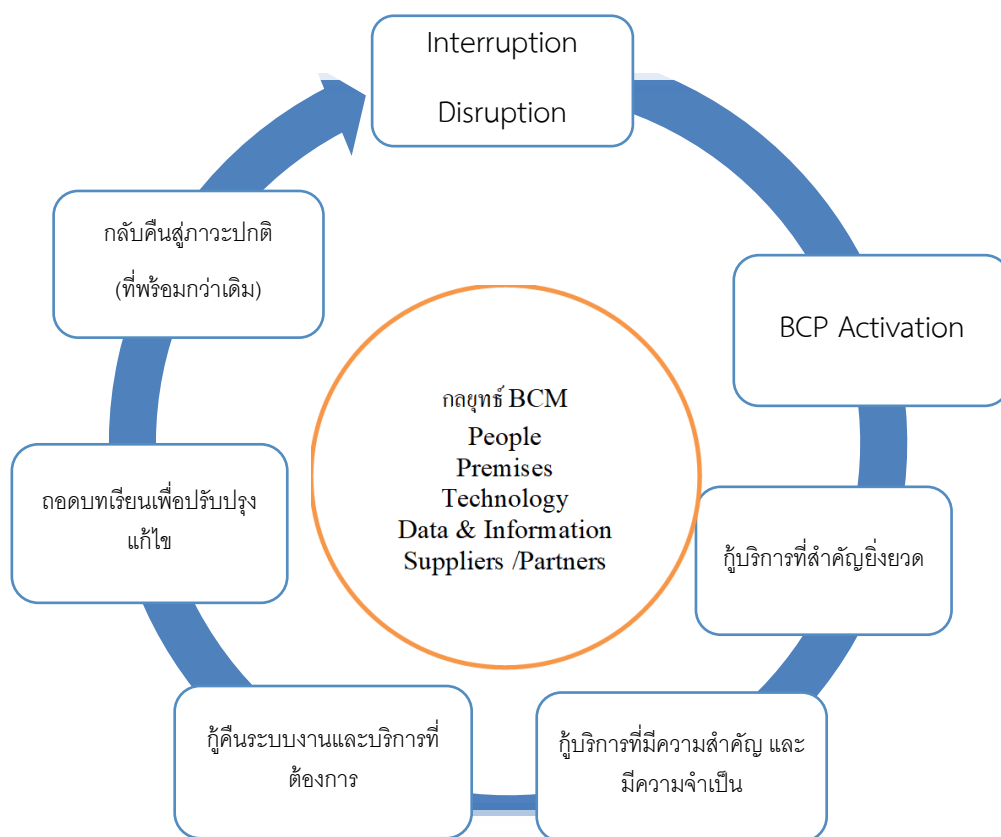 Interruption
Disruption
BCP Activation
กู้บริการที่สำคัญยิ่งยวด
กู้บริการที่มีความสำคัญ และ
มีความจำเป็น
กู้คืนระบบงานและบริการที่
ต้องการ
ถอดบทเรียนเพื่อปรับปรุง
แก้ไข
กลับคืนสู่ภาวะปกติ
(ที่พร้อมกว่าเดิม)
กลยุทธ์ BCM
People
Premises
Technology
Data & Information
Suppliers /Partners